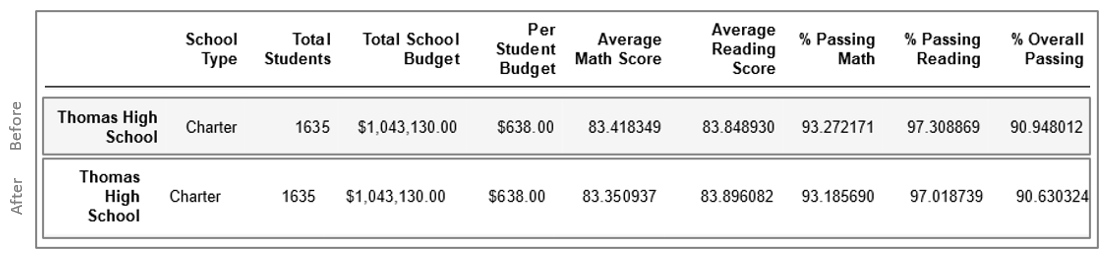 School Type Total Students Total School Budget Per Student Budget Average Math Score Average Reading Score % Passing Math % Passing Reading % Overall Passing
Before
Thomas High School Charter 1635 $1,043,130.00 $638.00 83.418349 83.848930 93.272171 97.308869 90.948012
After
Thomas High School Charter 1635 $1,043,130.00 $638.00 83.350937 83.896082 93.185690 97.018739 90.630324